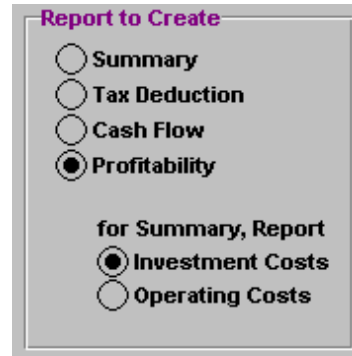 Report to Create
Summary
Tax Deduction
Cash Flow
Profitability
for Summary, Report
Investment Costs
Operating Costs